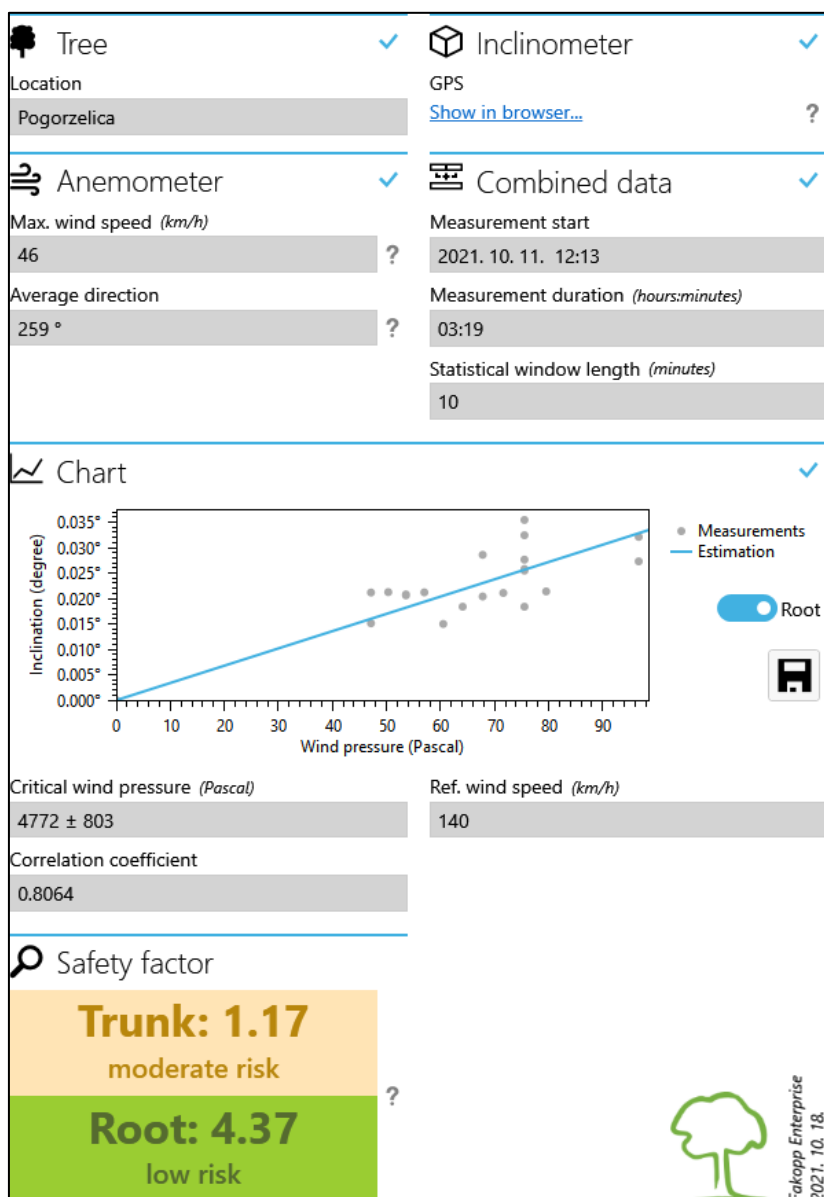 Tree
Location
Pogorzelica
Inclinometer
GPS
Show in browser...
?
Anemometer
Max. wind speed (km/h)
46
?
Average direction
259 °
?
Combined data
Measurement start
2021. 10. 11. 12:13
Measurement duration (hours:minutes)
03:19
Statistical window length (minutes)
10
Chart
Inclination (degree)
0.035°
0.030°
0.025°
0.020°
0.015°
0.010°
0.005°
0.000°
0 10 20 30 40 50 60 70 80 90
Wind pressure (Pascal)
Measurements
Estimation
Root
Critical wind pressure (Pascal)
4772 ± 803
Ref. wind speed (km/h)
140
Correlation coefficient
0.8064
Safety factor
Trunk: 1.17
moderate risk
?
Root: 4.37
low risk
Fakopp Enterprise
2021. 10. 18.